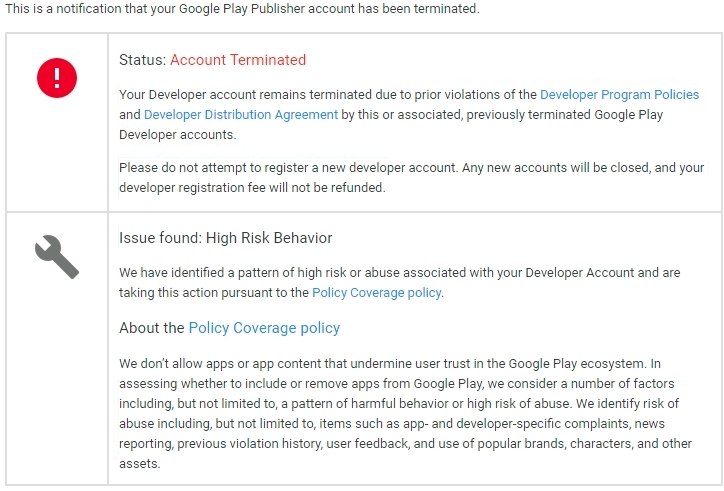 This is a notification that your Google Play Publisher account has been terminated.
Status: Account Terminated
Your Developer account remains terminated due to prior violations of the Developer Program Policies
and Developer Distribution Agreement by this or associated, previously terminated Google Play
Developer accounts.
Please do not attempt to register a new developer account. Any new accounts will be closed, and your
developer registration fee will not be refunded.
Issue found: High Risk Behavior
We have identified a pattern of high risk or abuse associated with your Developer Account and are
taking this action pursuant to the Policy Coverage policy.
About the Policy Coverage policy
We don't allow apps or app content that undermine user trust in the Google Play ecosystem. In
assessing whether to include or remove apps from Google Play, we consider a number of factors
including, but not limited to, a pattern of harmful behavior or high risk of abuse. We identify risk of
abuse including, but not limited to, items such as app- and developer-specific complaints, news
reporting, previous violation history, user feedback, and use of popular brands, characters, and other
assets.